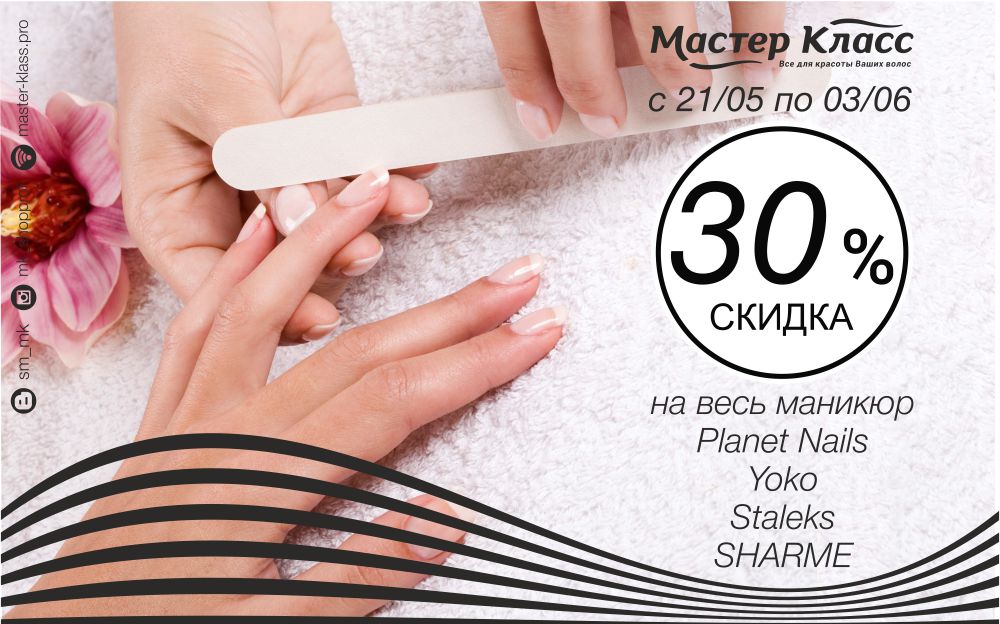 Мастер Класс
Все для красоты Ваших волос
с 21/05 по 03/06
30 %
СКИДКА
на весь маникюр
Planet Nails
Yoko
Staleks
SHARME
master-klass.pro
sm_mk